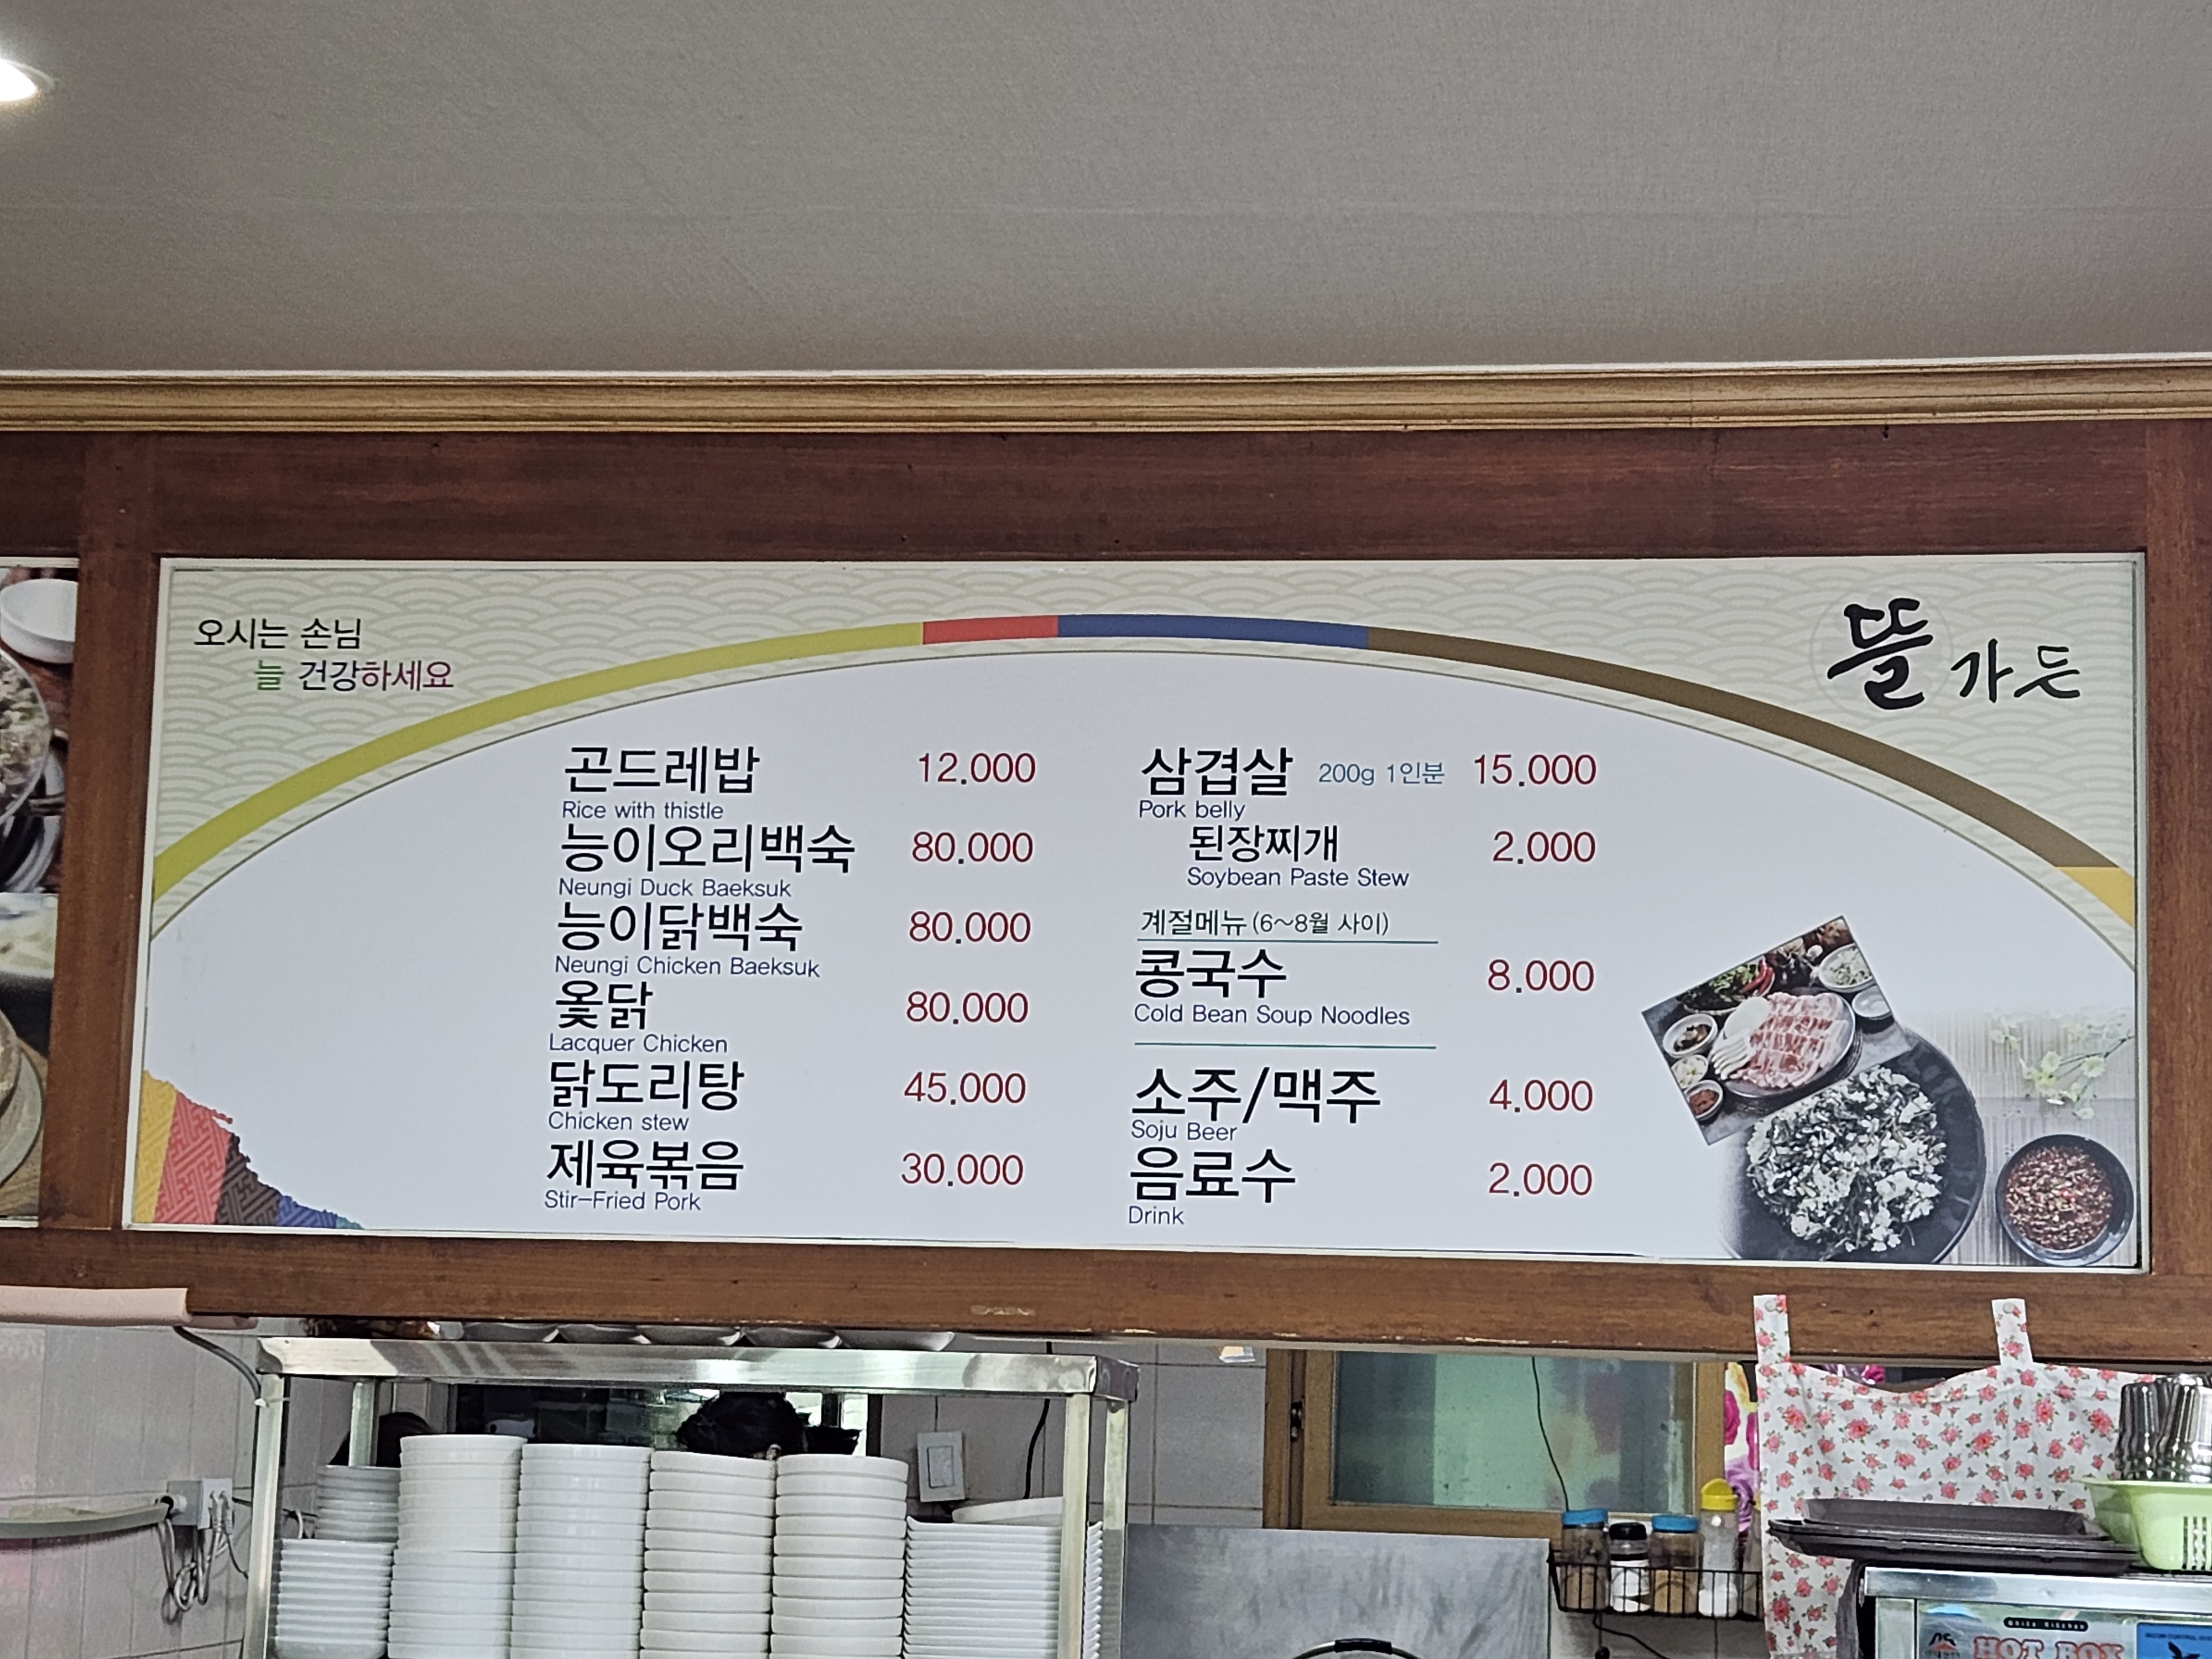 오시는 손님
늘 건강하세요
뜰가든
곤드레밥 12.000
Rice with thistle
능이오리백숙 80.000
Neungi Duck Baeksuk
능이닭백숙 80.000
Neungi Chicken Baeksuk
옻닭 80.000
Lacquer Chicken
닭도리탕 45.000
Chicken stew
제육볶음 30.000
Stir-Fried Pork
삼겹살 200g 1인분 15.000
Pork belly
된장찌개 2.000
Soybean Paste Stew
계절메뉴 (6~8월 사이)
콩국수 8.000
Cold Bean Soup Noodles
소주/맥주 4.000
Soju Beer
음료수 2.000
Drink
HOT BOX